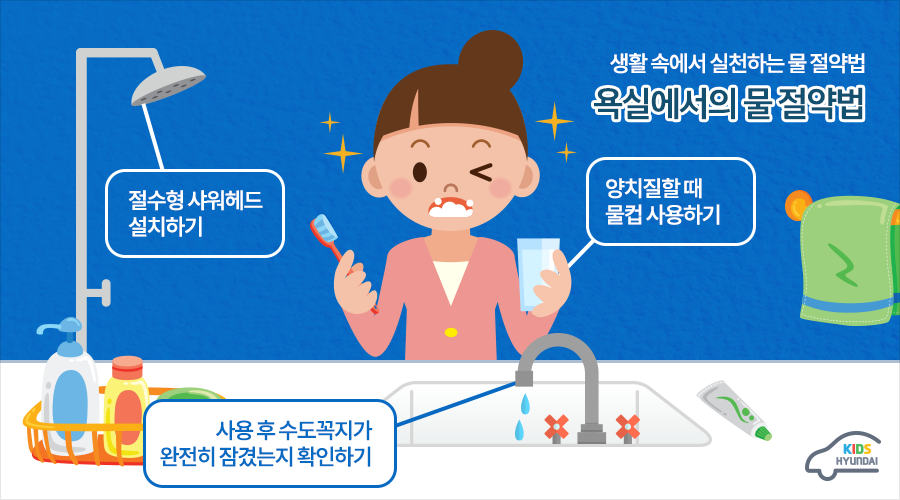 생활 속에서 실천하는 물 절약법
욕실에서의 물 절약법
절수형 샤워헤드
설치하기
양치질할 때
물컵 사용하기
사용 후 수도꼭지가
완전히 잠겼는지 확인하기
KIDS
HYUNDAI